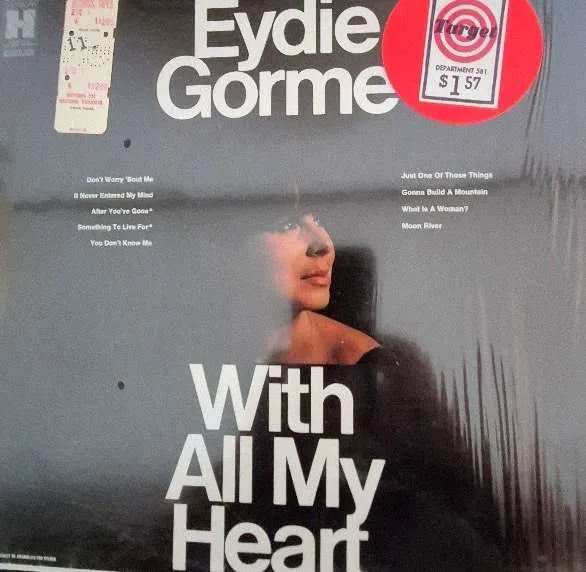 H
11
Eydie
Gorme
Target
DEPARTMENT 581
$1 57
Don't Worry 'Bout Me
It Never Entered My Mind
After You've Gone*
Something To Live For*
You Don't Know Me
Just One Of Those Things
Gonna Build A Mountain
What Is A Woman?
Moon River
With
All My
Heart